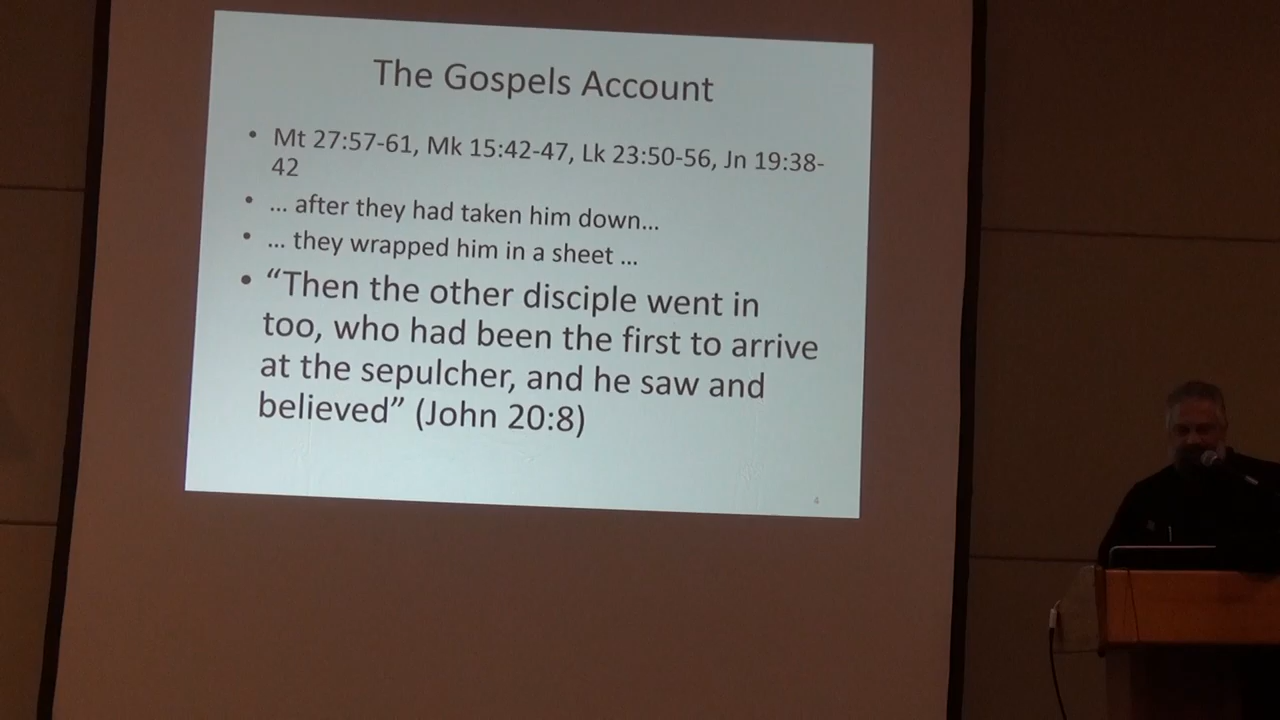 The Gospels Account
• Mt 27:57-61, Mk 15:42-47, Lk 23:50-56, Jn 19:38-
42
• ... after they had taken him down...
• ... they wrapped him in a sheet ...
• “Then the other disciple went in
too, who had been the first to arrive
at the sepulcher, and he saw and
believed” (John 20:8)
4